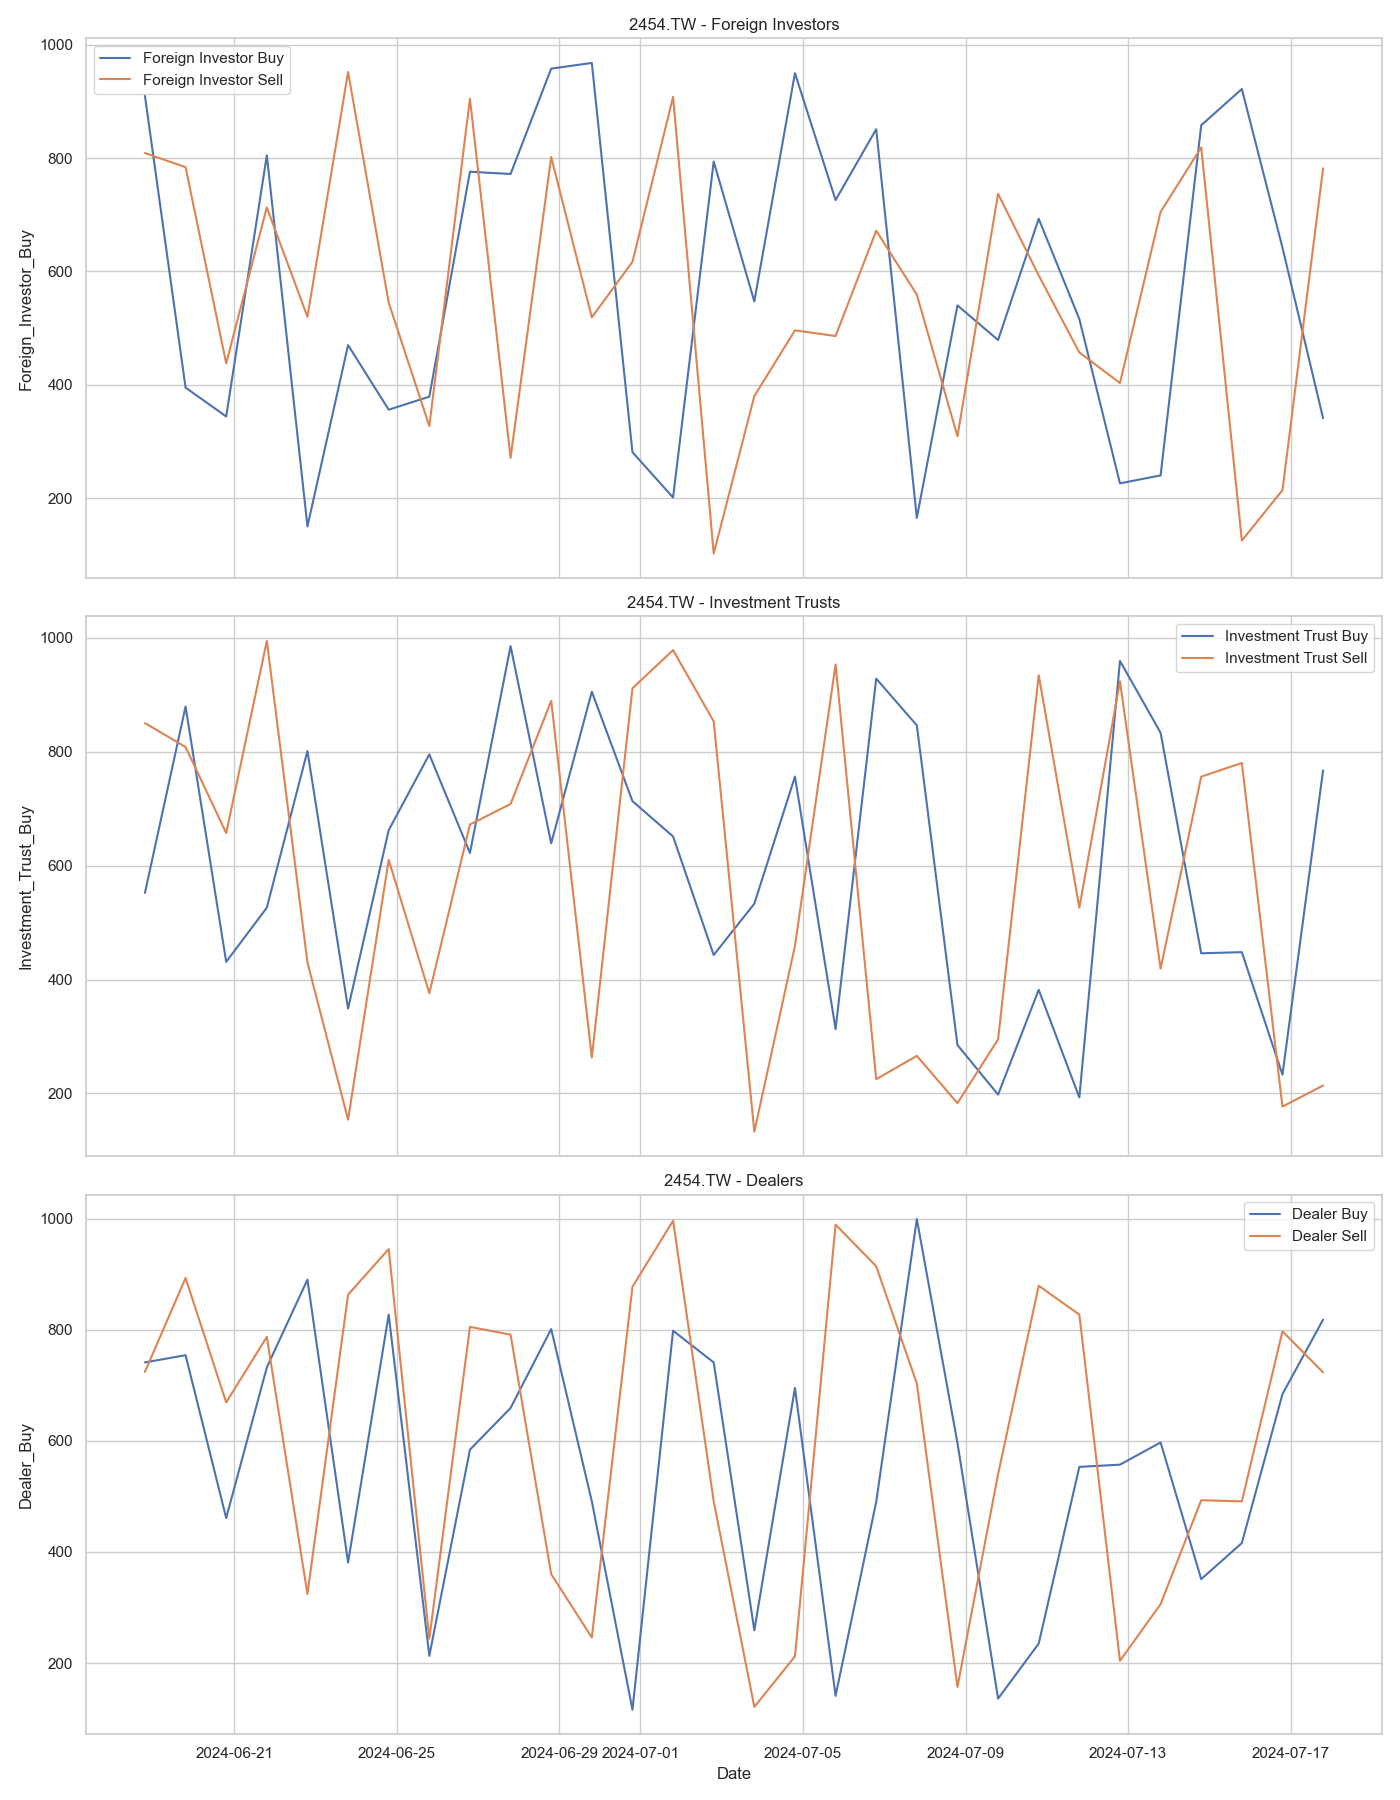 2454.TW - Foreign Investors
Foreign Investor Buy
Foreign Investor Sell
Foreign_Investor_Buy
1000
800
600
400
200
2454.TW - Investment Trusts
Investment Trust Buy
Investment Trust Sell
Investment_Trust_Buy
1000
800
600
400
200
2454.TW - Dealers
Dealer Buy
Dealer Sell
Dealer_Buy
1000
800
600
400
200
2024-06-21 2024-06-25 2024-06-29 2024-07-01 2024-07-05 2024-07-09 2024-07-13 2024-07-17
Date